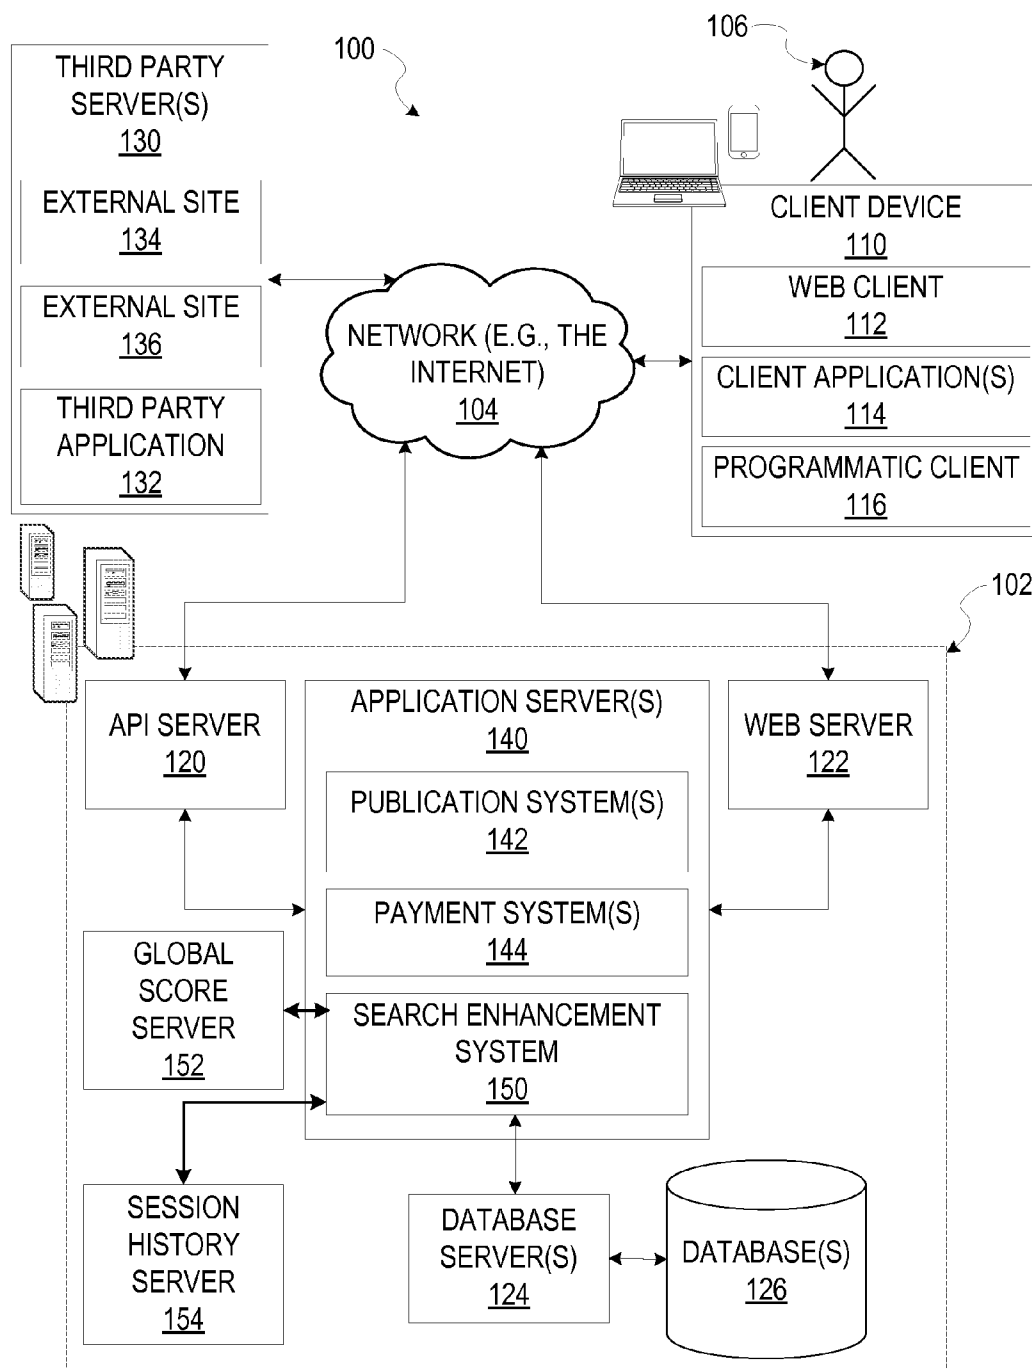 100
106
THIRD PARTY
SERVER(S)
130
EXTERNAL SITE
134
EXTERNAL SITE
136
THIRD PARTY
APPLICATION
132
CLIENT DEVICE
110
WEB CLIENT
112
CLIENT APPLICATION(S)
114
PROGRAMMATIC CLIENT
116
NETWORK (E.G., THE
INTERNET)
104
102
API SERVER
120
APPLICATION SERVER(S)
140
PUBLICATION SYSTEM(S)
142
PAYMENT SYSTEM(S)
144
SEARCH ENHANCEMENT
SYSTEM
150
WEB SERVER
122
GLOBAL
SCORE
SERVER
152
SESSION
HISTORY
SERVER
154
DATABASE
SERVER(S)
124
DATABASE(S)
126